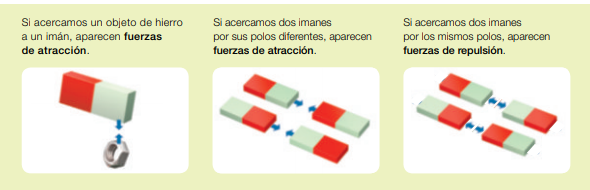 Si acercamos un objeto de hierro
a un imán, aparecen fuerzas
de atracción.
Si acercamos dos imanes
por sus polos diferentes, aparecen
fuerzas de atracción.
Si acercamos dos imanes
por los mismos polos, aparecen
fuerzas de repulsión.